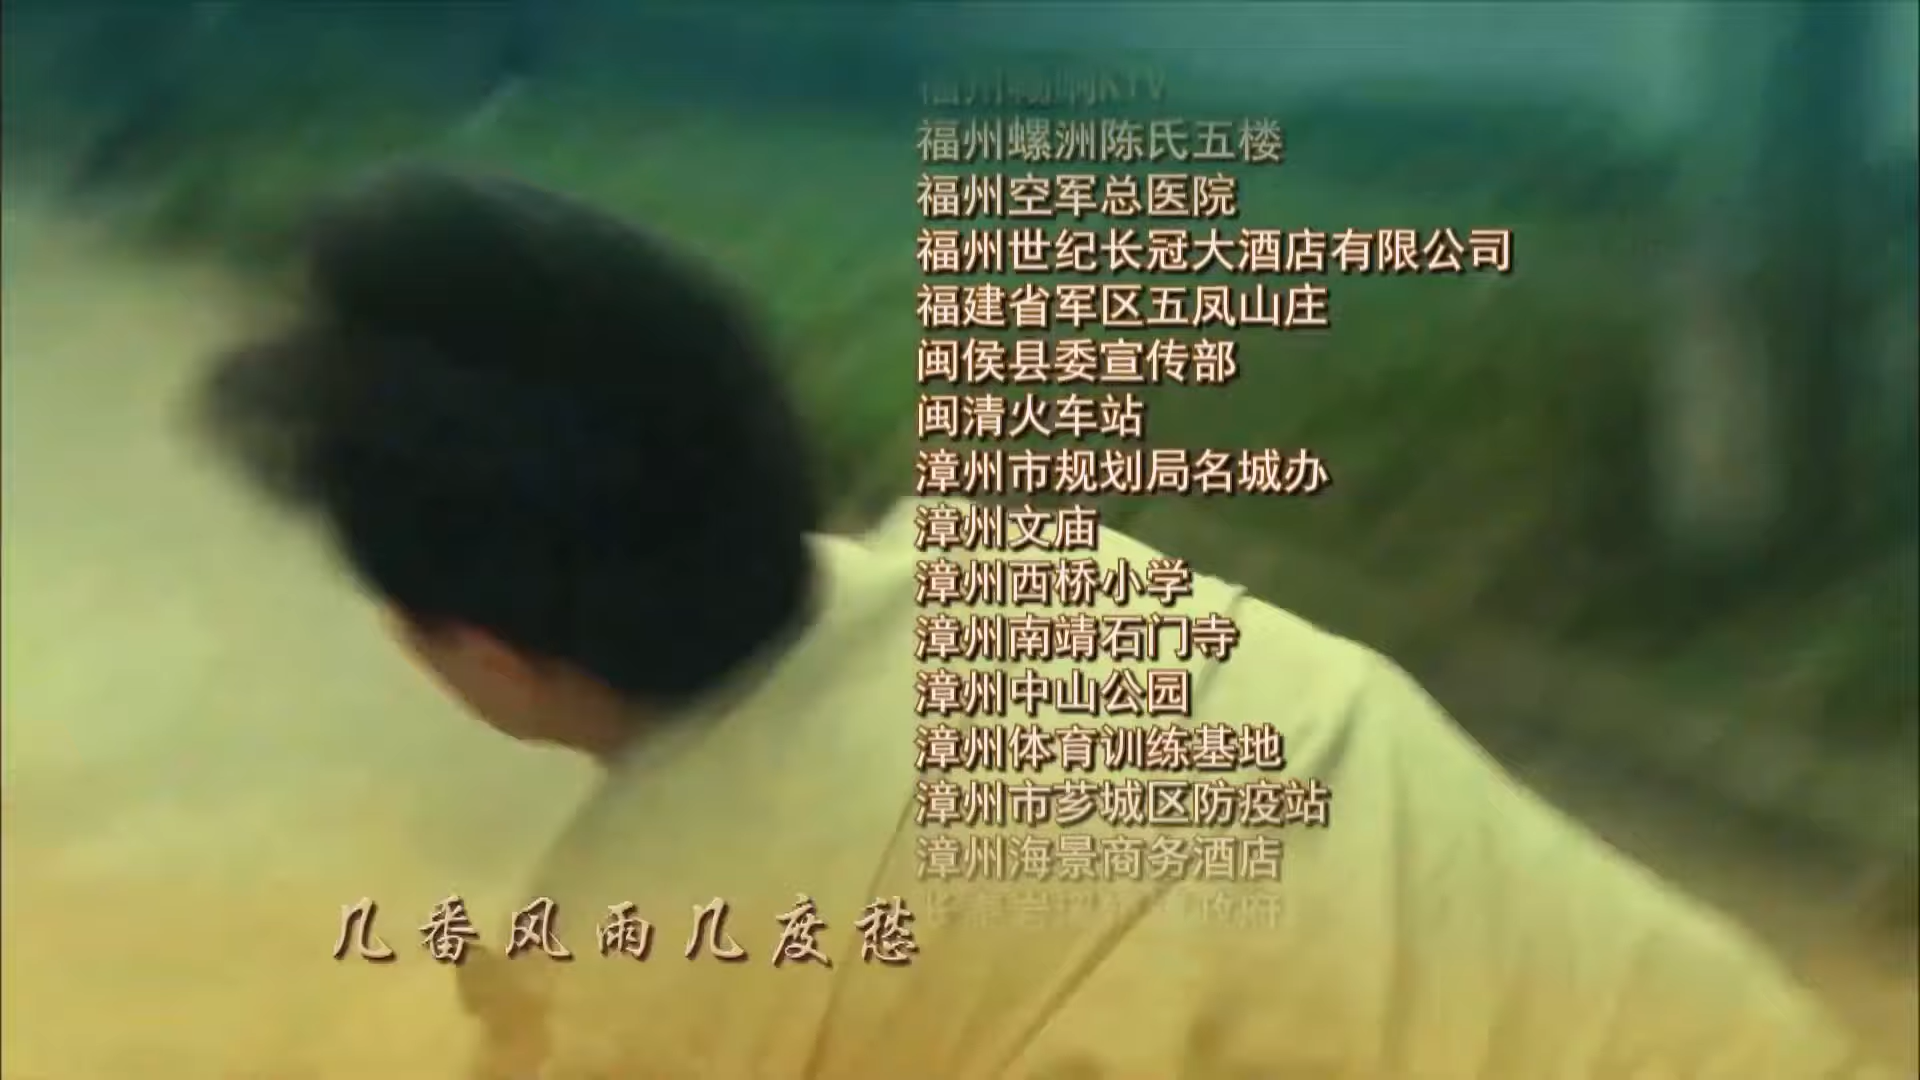 福州螺洲陈氏五楼
福州空军总医院
福州世纪长冠大酒店有限公司
福建省军区五凤山庄
闽侯县委宣传部
闽清火车站
漳州市规划局名城办
漳州文庙
漳州西桥小学
漳州南靖石门寺
漳州中山公园
漳州体育训练基地
漳州市芗城区防疫站
漳州海景商务酒店
几番风雨几度愁